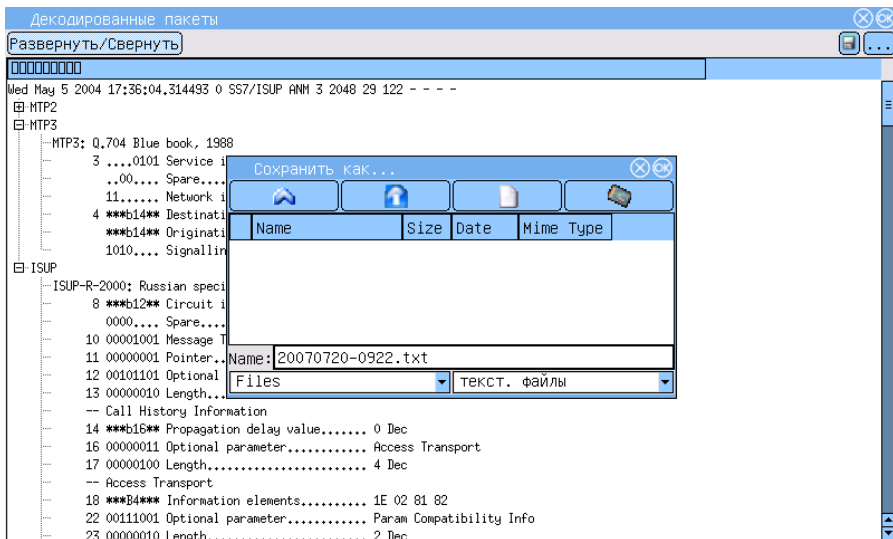 Декодированные пакеты
OK
Развернуть/Свернуть
...
Wed May 5 2004 17:36:04.314493 0 SS7/ISUP ANM 3 2048 29 122 - - - -
MTP2
MTP3
MTP3: Q.704 Blue book, 1988
3 ....0101 Service i
..00.... Spare....
11...... Network i
4 ***b14** Destinati
***b14** Originati
1010.... Signallin
ISUP
ISUP-R-2000: Russian speci
8 ***b12** Circuit i
0000.... Spare....
10 00001001 Message T
11 00000001 Pointer..
12 00101101 Optional
13 00000010 Length...
-- Call History Information
14 ***b16** Propagation delay value....... 0 Dec
16 00000011 Optional parameter............ Access Transport
17 00000100 Length........................ 4 Dec
-- Access Transport
18 ***B4*** Information elements.......... 1E 02 81 82
22 00111001 Optional parameter............ Param Compatibility Info
23 00000010 Length........................ 2 Dec
Сохранить как...
OK
Name Size Date Mime Type
Name: 20070720-0922.txt
Files текст. файлы